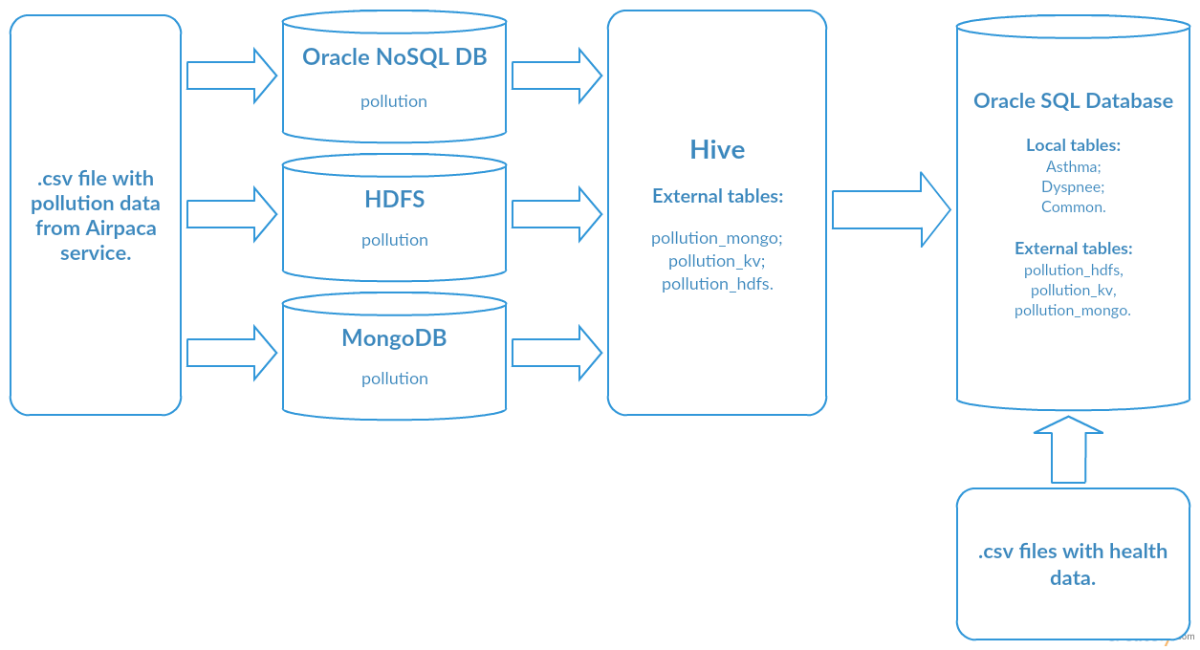 .csv file with
pollution data
from Airpaca
service.
Oracle NoSQL DB
pollution
HDFS
pollution
MongoDB
pollution
Hive
External tables:
pollution_mongo;
pollution_kv;
pollution_hdfs.
Oracle SQL Database
Local tables:
Asthma;
Dyspnee;
Common.
External tables:
pollution_hdfs,
pollution_kv,
pollution_mongo.
.csv files with health
data.